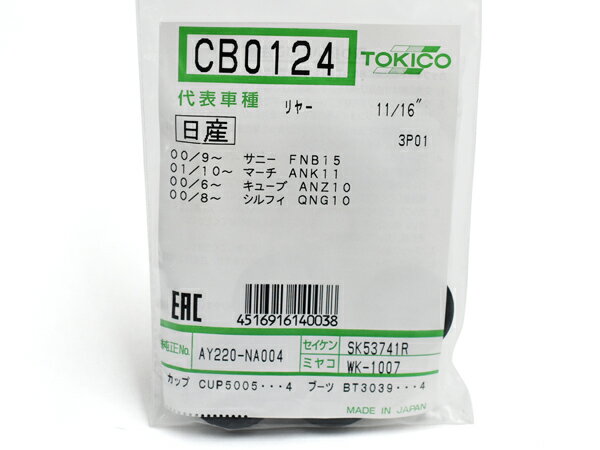 CB0124
TOKICO
代表車種 リヤー 11/16"
日産 3P01
00/9~ サニー FNB15
01/10~ マーチ ANK11
00/6~ キューブ ANZ10
00/8~ シルフィ QNG10
EAC
4516916140038
純正No. AY220-NA004 セイケン SK53741R
ミヤコ WK-1007
カップ CUP5005···4 ブーツ BT3039···4
MADE IN JAPAN